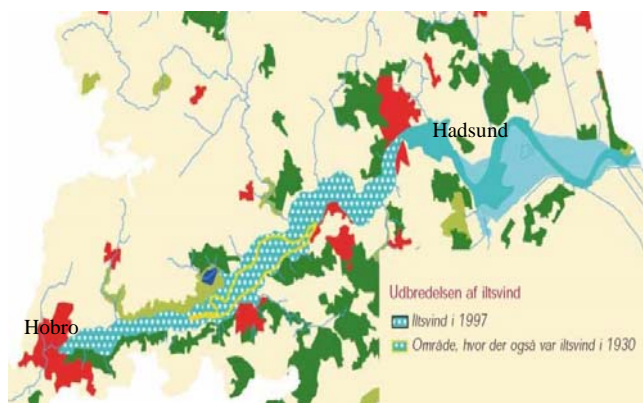 Hadsund
Hobro
Udbredelsen af iltsvind
Iltsvind i 1997
Område, hvor der også var iltsvind i 1930